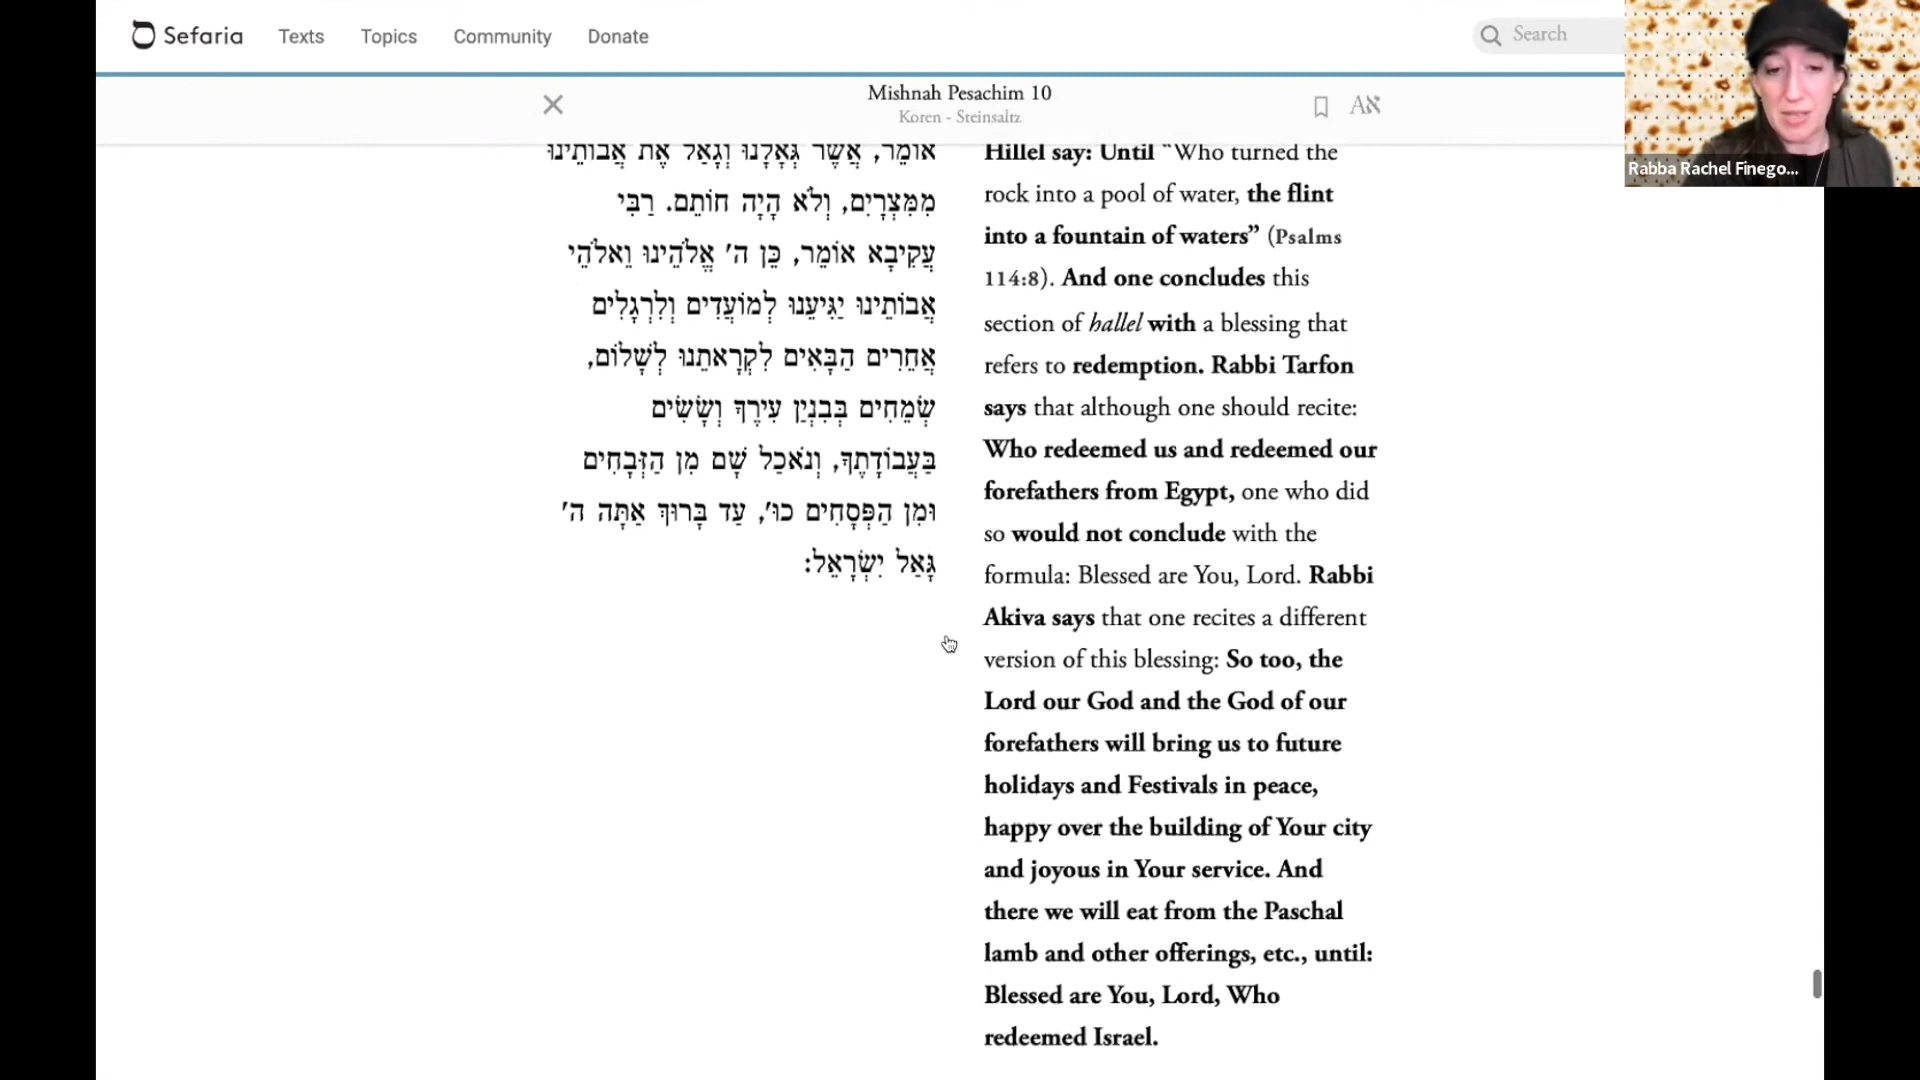 Sefaria
Texts
Topics
Community
Donate
Search
Mishnah Pesachim 10
Koren - Steinsaltz
Aא
Rabba Rachel Finego...
אוֹמֵר, אֲשֶׁר גְּאָלָנוּ וְגָאַל אֶת אֲבוֹתֵינוּ
מִמִּצְרַיִם, וְלֹא הָיָה חוֹתֵם. רַבִּי
עֲקִיבָא אוֹמֵר, כֵּן ה׳ אֱלֹהֵינוּ וֵאלֹהֵי
אֲבוֹתֵינוּ יַגִּיעֵנוּ לְמוֹעֲדִים וְלִרְגָלִים
אֲחֵרִים הַבָּאִים לִקְרָאתֵנוּ לְשָׁלוֹם,
שְׂמֵחִים בְּבִנְיַן עִירֶךָ וְשָׂשִׂים
בַּעֲבוֹדָתֶךָ, וְנֹאכַל שָׁם מִן הַזְּבָחִים
וּמִן הַפְּסָחִים כוּ׳, עַד בָּרוּךְ אַתָּה ה׳
גָּאַל יִשְׂרָאֵל:
Hillel say: Until “Who turned the
rock into a pool of water, the flint
into a fountain of waters” (Psalms
114:8). And one concludes this
section of hallel with a blessing that
refers to redemption. Rabbi Tarfon
says that although one should recite:
Who redeemed us and redeemed our
forefathers from Egypt, one who did
so would not conclude with the
formula: Blessed are You, Lord. Rabbi
Akiva says that one recites a different
version of this blessing: So too, the
Lord our God and the God of our
forefathers will bring us to future
holidays and Festivals in peace,
happy over the building of Your city
and joyous in Your service. And
there we will eat from the Paschal
lamb and other offerings, etc., until:
Blessed are You, Lord, Who
redeemed Israel.